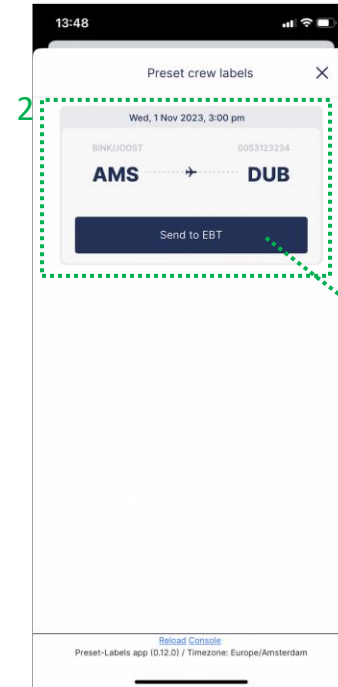 13:48
Preset crew labels
2
Wed, 1 Nov 2023, 3:00 pm
BINK/JOOST 0053123234
AMS DUB
Send to EBT
Reload Console
Preset-Labels app (0.12.0) / Timezone: Europe/Amsterdam